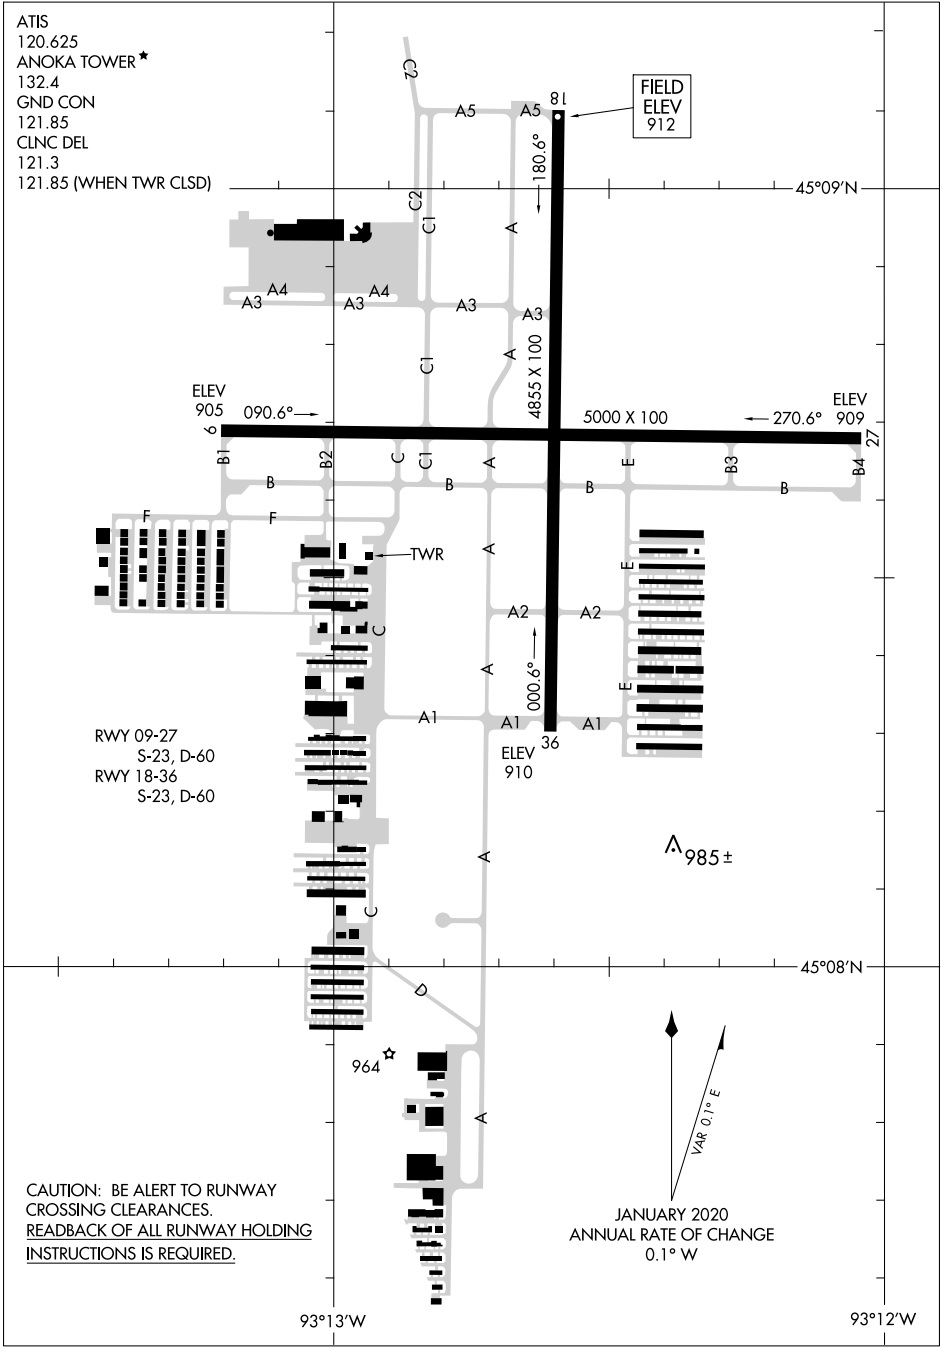 ATIS
120.625
ANOKA TOWER★
132.4
GND CON
121.85
CLNC DEL
121.3
121.85 (WHEN TWR CLSD)
C2
A5
A5
18
FIELD
ELEV
912
180.6°
45°09'N
C2
C1
A
A4
A4
A3
A3
A3
A3
C1
A
4855 X 100
ELEV
905
090.6°
5000 X 100
270.6°
ELEV
909
6
27
B1
B2
C
C1
A
E
B3
B4
B
B
B
B
F
F
TWR
A
E
A2
A2
C
A
000.6°
E
A1
A1
A1
36
ELEV
910
RWY 09-27
S-23, D-60
RWY 18-36
S-23, D-60
A
985 ±
C
45°08'N
D
964
A
VAR 0.1° E
JANUARY 2020
ANNUAL RATE OF CHANGE
0.1° W
CAUTION: BE ALERT TO RUNWAY
CROSSING CLEARANCES.
READBACK OF ALL RUNWAY HOLDING
INSTRUCTIONS IS REQUIRED.
93°13'W
93°12'W